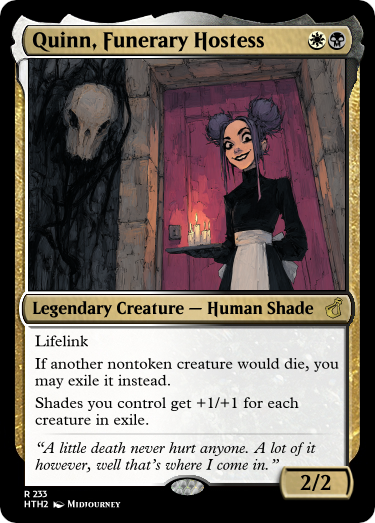 Quinn, Funerary Hostess
Legendary Creature — Human Shade
Lifelink
If another nontoken creature would die, you
may exile it instead.
Shades you control get +1/+1 for each
creature in exile.
“A little death never hurt anyone. A lot of it
however, well that’s where I come in.”
2/2
R 233
HTH2 Midjourney